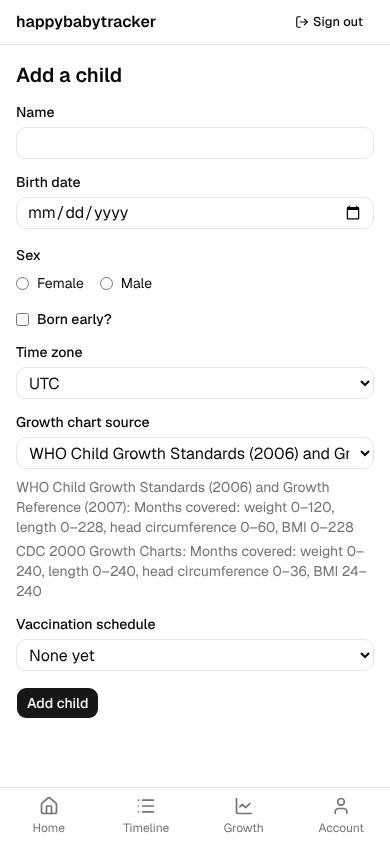 happybabytracker
Sign out
Add a child
Name
Birth date
mm/dd/yyyy
Sex
Female
Male
Born early?
Time zone
UTC
Growth chart source
WHO Child Growth Standards (2006) and Gr
WHO Child Growth Standards (2006) and Growth
Reference (2007): Months covered: weight 0–120,
length 0–228, head circumference 0–60, BMI 0–228
CDC 2000 Growth Charts: Months covered: weight 0–
240, length 0–240, head circumference 0–36, BMI 24–
240
Vaccination schedule
None yet
Add child
Home
Timeline
Growth
Account